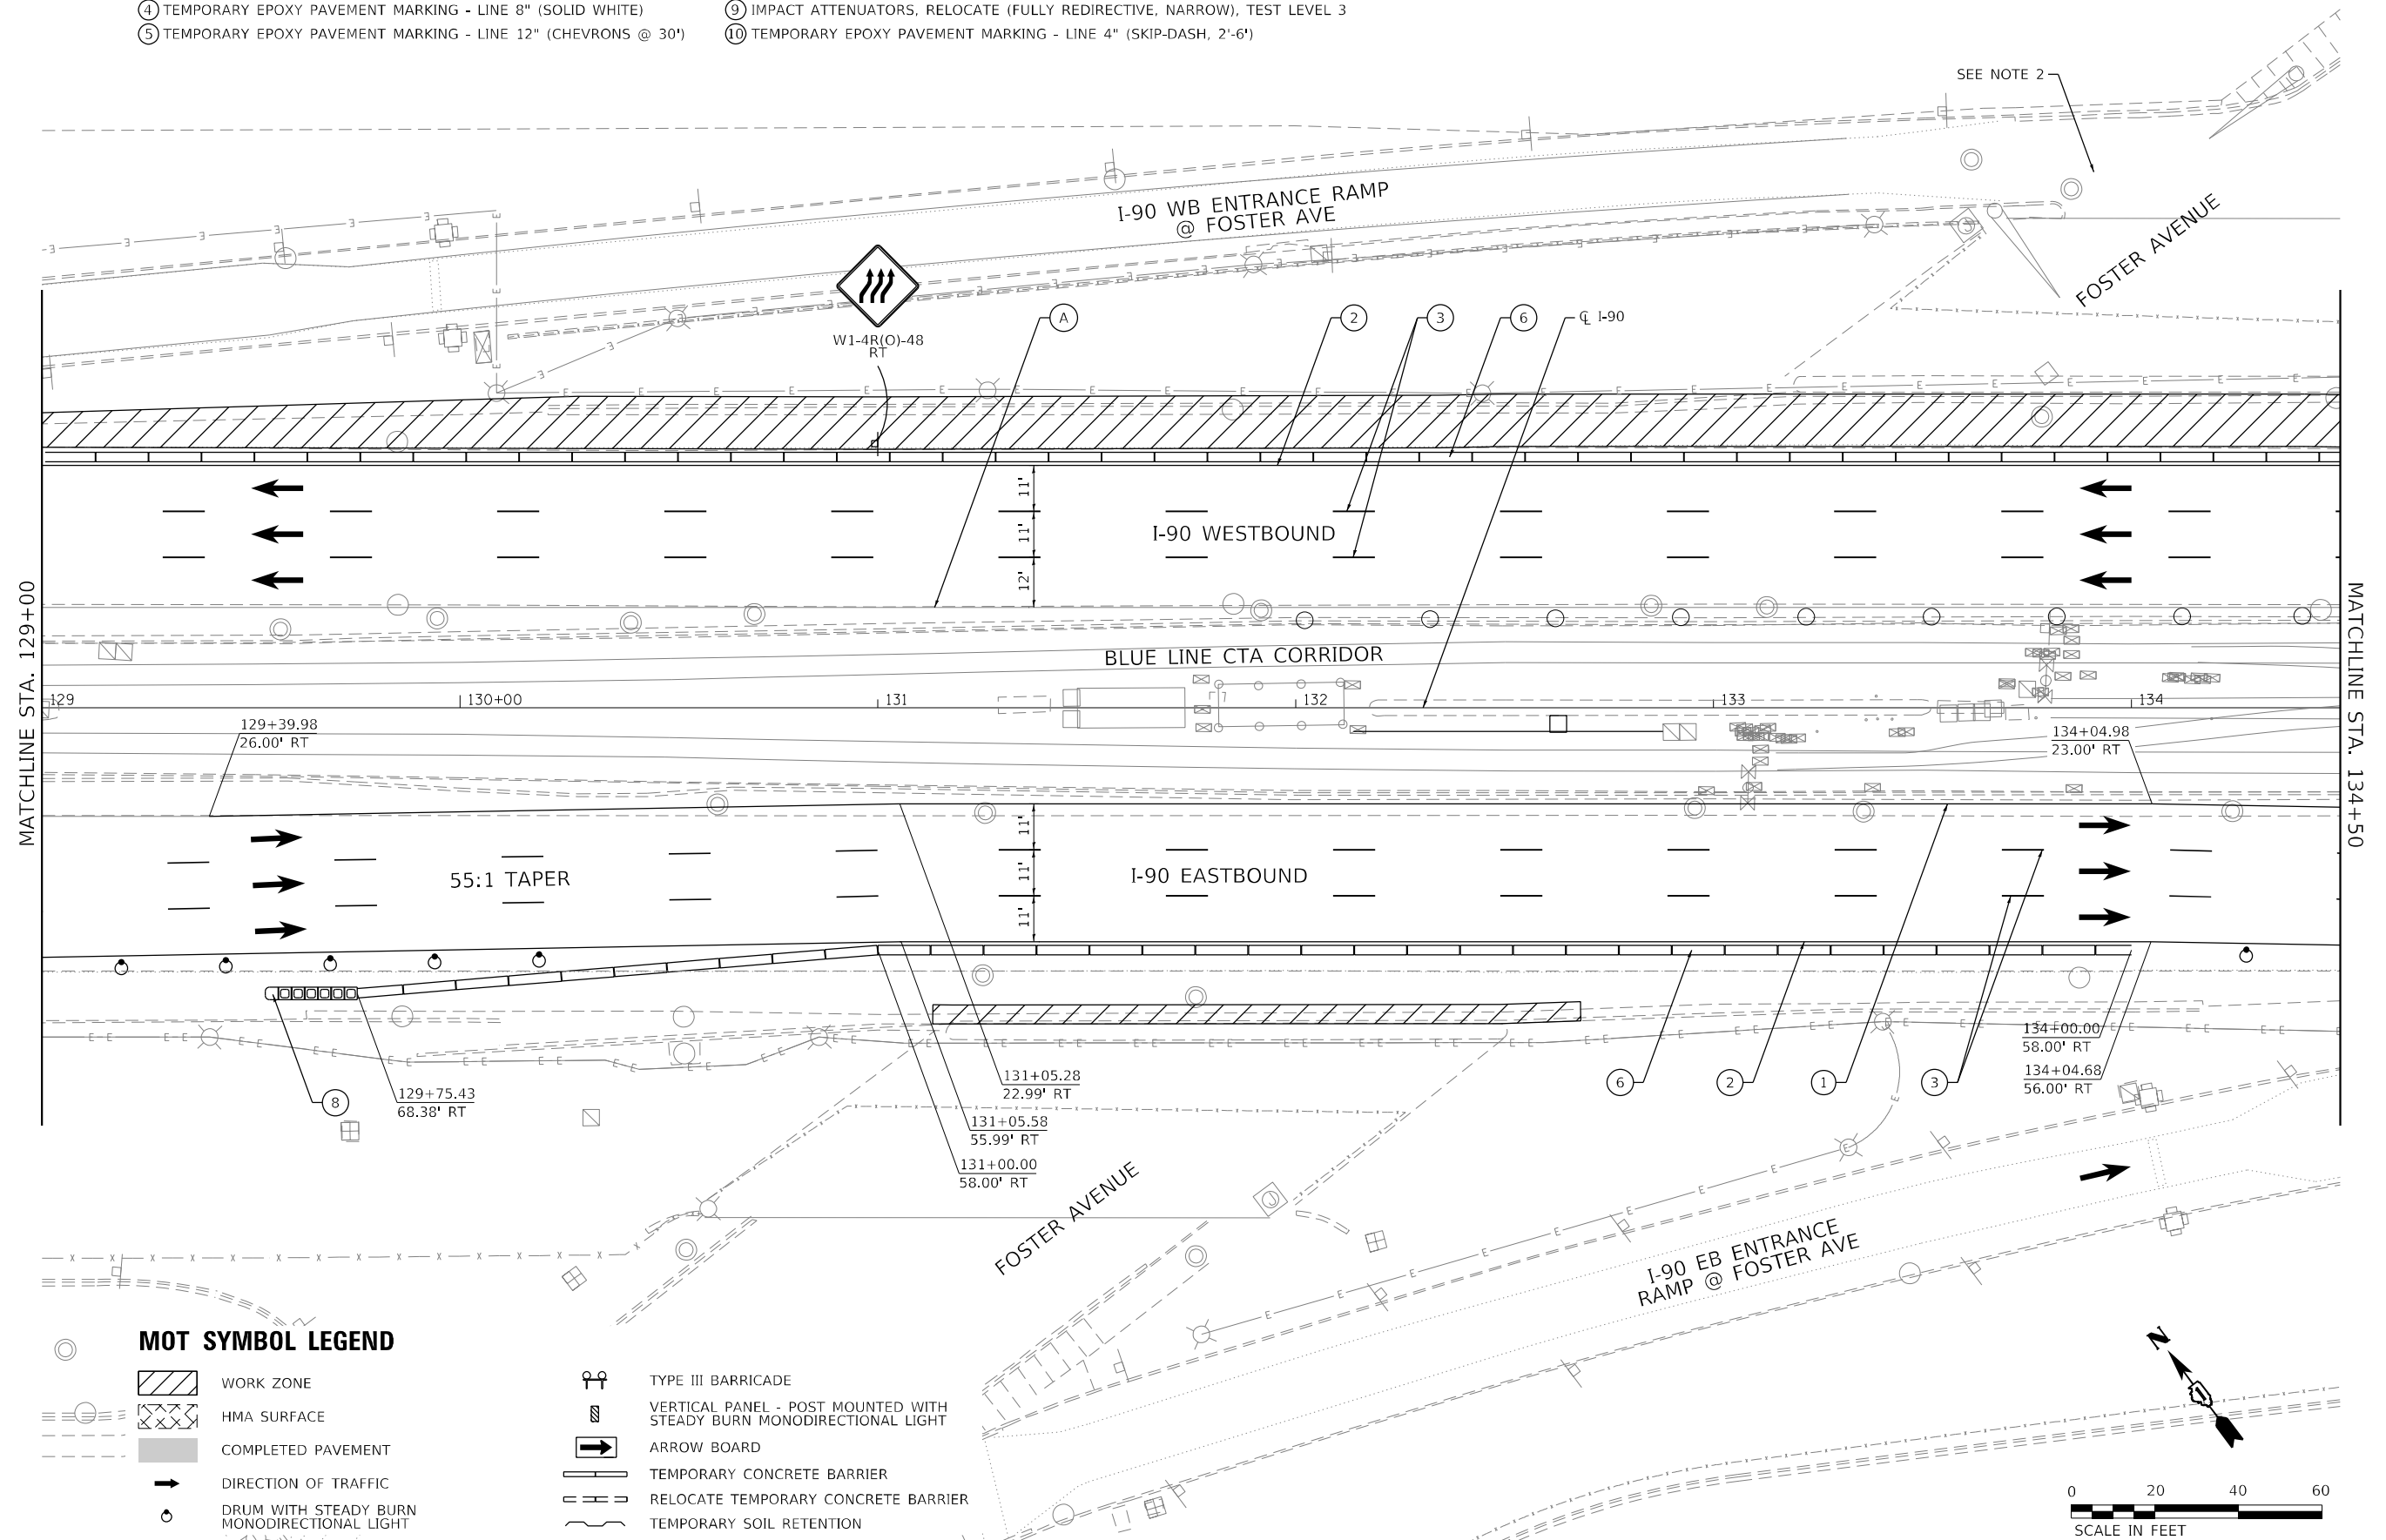 ④ TEMPORARY EPOXY PAVEMENT MARKING - LINE 8" (SOLID WHITE)
⑤ TEMPORARY EPOXY PAVEMENT MARKING - LINE 12" (CHEVRONS @ 30')
⑨ IMPACT ATTENUATORS, RELOCATE (FULLY REDIRECTIVE, NARROW), TEST LEVEL 3
⑩ TEMPORARY EPOXY PAVEMENT MARKING - LINE 4" (SKIP-DASH, 2'-6')
SEE NOTE 2
I-90 WB ENTRANCE RAMP
@ FOSTER AVE
FOSTER AVENUE
W1-4R(O)-48
RT
A
2
3
6
℄ I-90
11'
11'
12'
I-90 WESTBOUND
MATCHLINE STA. 129+00
MATCHLINE STA. 134+50
BLUE LINE CTA CORRIDOR
129
130+00
131
132
133
134
129+39.98
26.00' RT
134+04.98
23.00' RT
55:1 TAPER
11'
11'
11'
I-90 EASTBOUND
8
129+75.43
68.38' RT
131+05.28
22.99' RT
131+05.58
55.99' RT
131+00.00
58.00' RT
6
2
1
3
134+00.00
58.00' RT
134+04.68
56.00' RT
FOSTER AVENUE
I-90 EB ENTRANCE
RAMP @ FOSTER AVE
MOT SYMBOL LEGEND
WORK ZONE
HMA SURFACE
COMPLETED PAVEMENT
DIRECTION OF TRAFFIC
DRUM WITH STEADY BURN
MONODIRECTIONAL LIGHT
TYPE III BARRICADE
VERTICAL PANEL - POST MOUNTED WITH
STEADY BURN MONODIRECTIONAL LIGHT
ARROW BOARD
TEMPORARY CONCRETE BARRIER
RELOCATE TEMPORARY CONCRETE BARRIER
TEMPORARY SOIL RETENTION
N
0 20 40 60
SCALE IN FEET